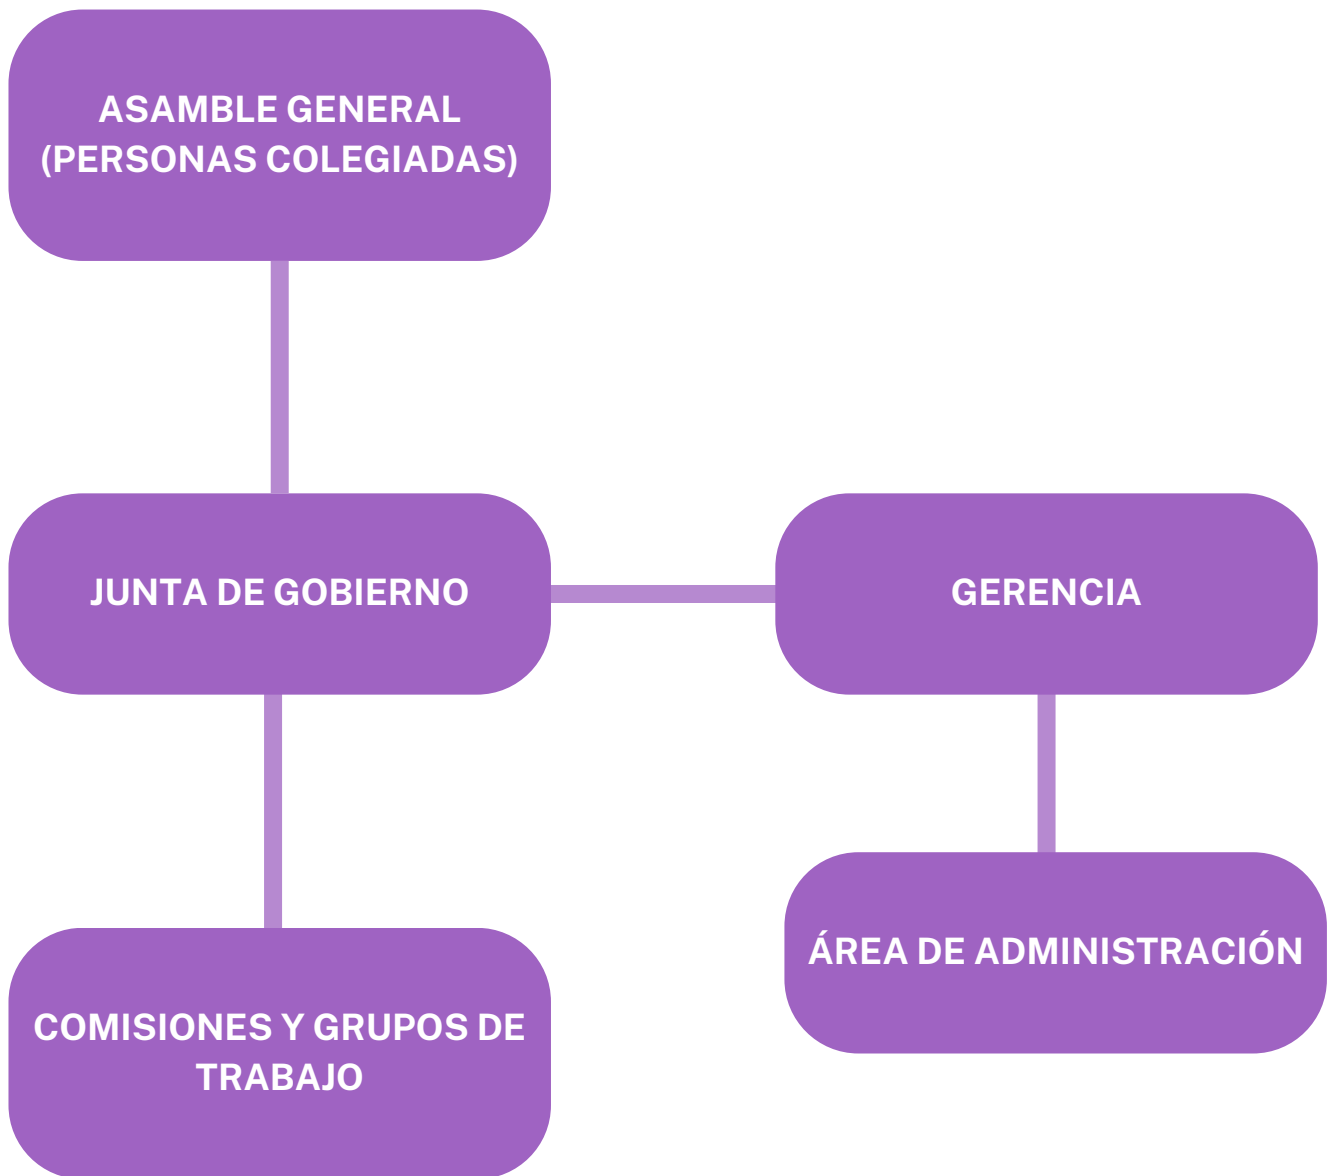 ASAMBLE GENERAL
(PERSONAS COLEGIADAS)
JUNTA DE GOBIERNO
GERENCIA
ÁREA DE ADMINISTRACIÓN
COMISIONES Y GRUPOS DE
TRABAJO